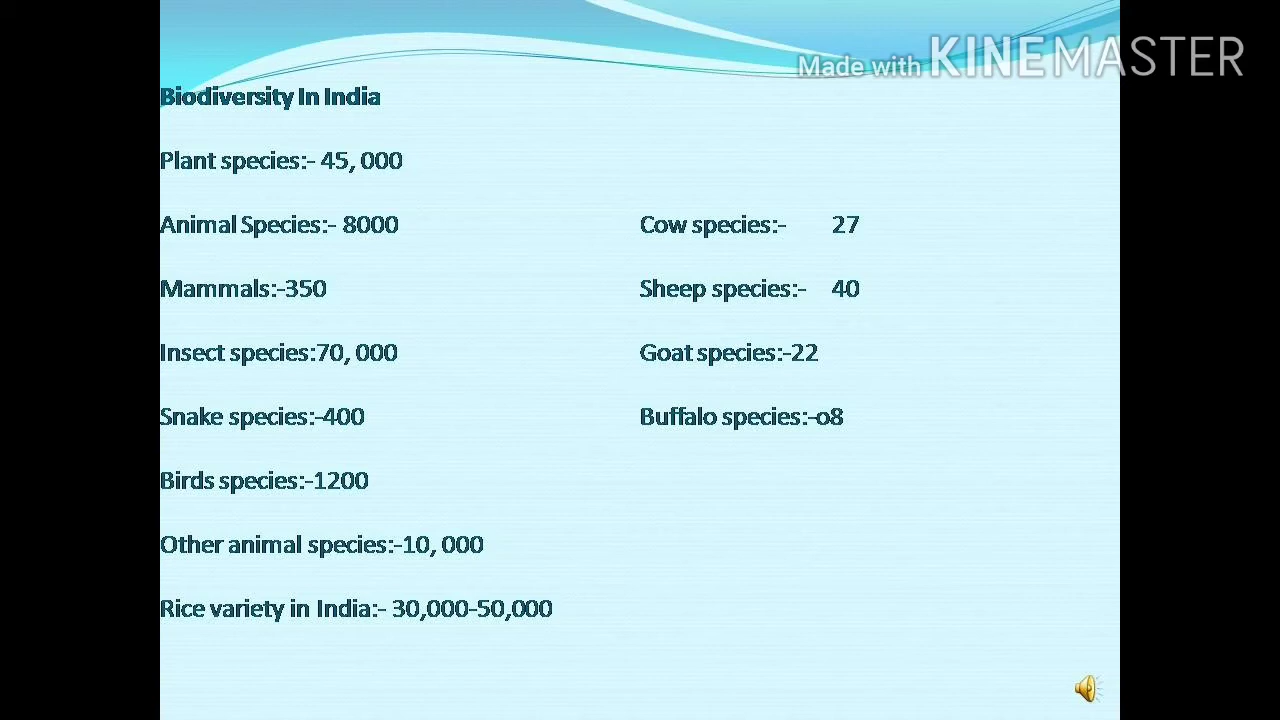 Made with KINEMASTER
Biodiversity In India
Plant species:- 45, 000
Animal Species:- 8000
Cow species:- 27
Mammals:-350
Sheep species:- 40
Insect species:70, 000
Goat species:-22
Snake species:-400
Buffalo species:-o8
Birds species:-1200
Other animal species:-10, 000
Rice variety in India:- 30,000-50,000